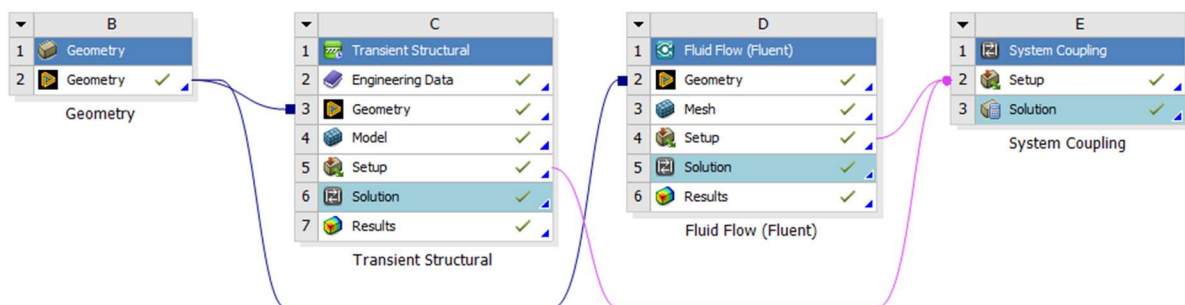 B
1 Geometry
2 Geometry
Geometry
C
1 Transient Structural
2 Engineering Data
3 Geometry
4 Model
5 Setup
6 Solution
7 Results
Transient Structural
D
1 Fluid Flow (Fluent)
2 Geometry
3 Mesh
4 Setup
5 Solution
6 Results
Fluid Flow (Fluent)
E
1 System Coupling
2 Setup
3 Solution
System Coupling